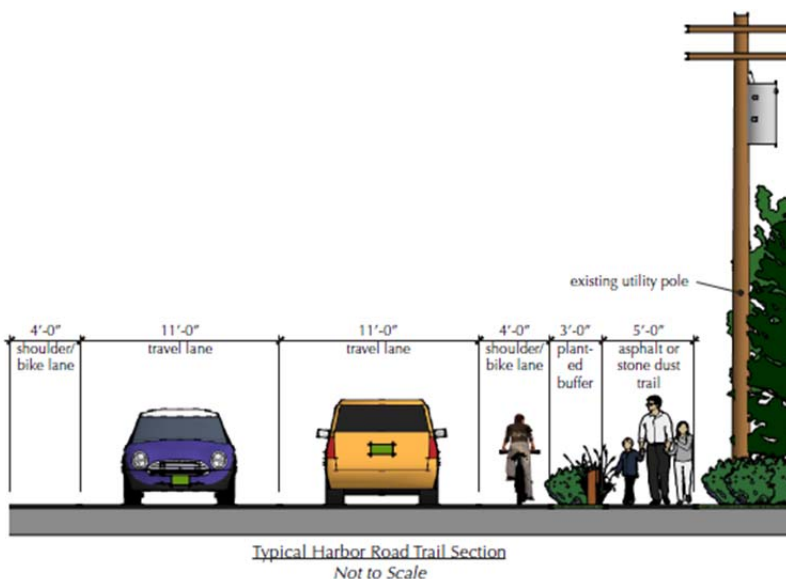 existing utility pole
4'-0" 11'-0" 11'-0" 4'-0" 3'-0" 5'-0"
shoulder/
bike lane
travel lane
travel lane
shoulder/
bike lane
plant-
ed
buffer
asphalt or
stone dust
trail
Typical Harbor Road Trail Section
Not to Scale